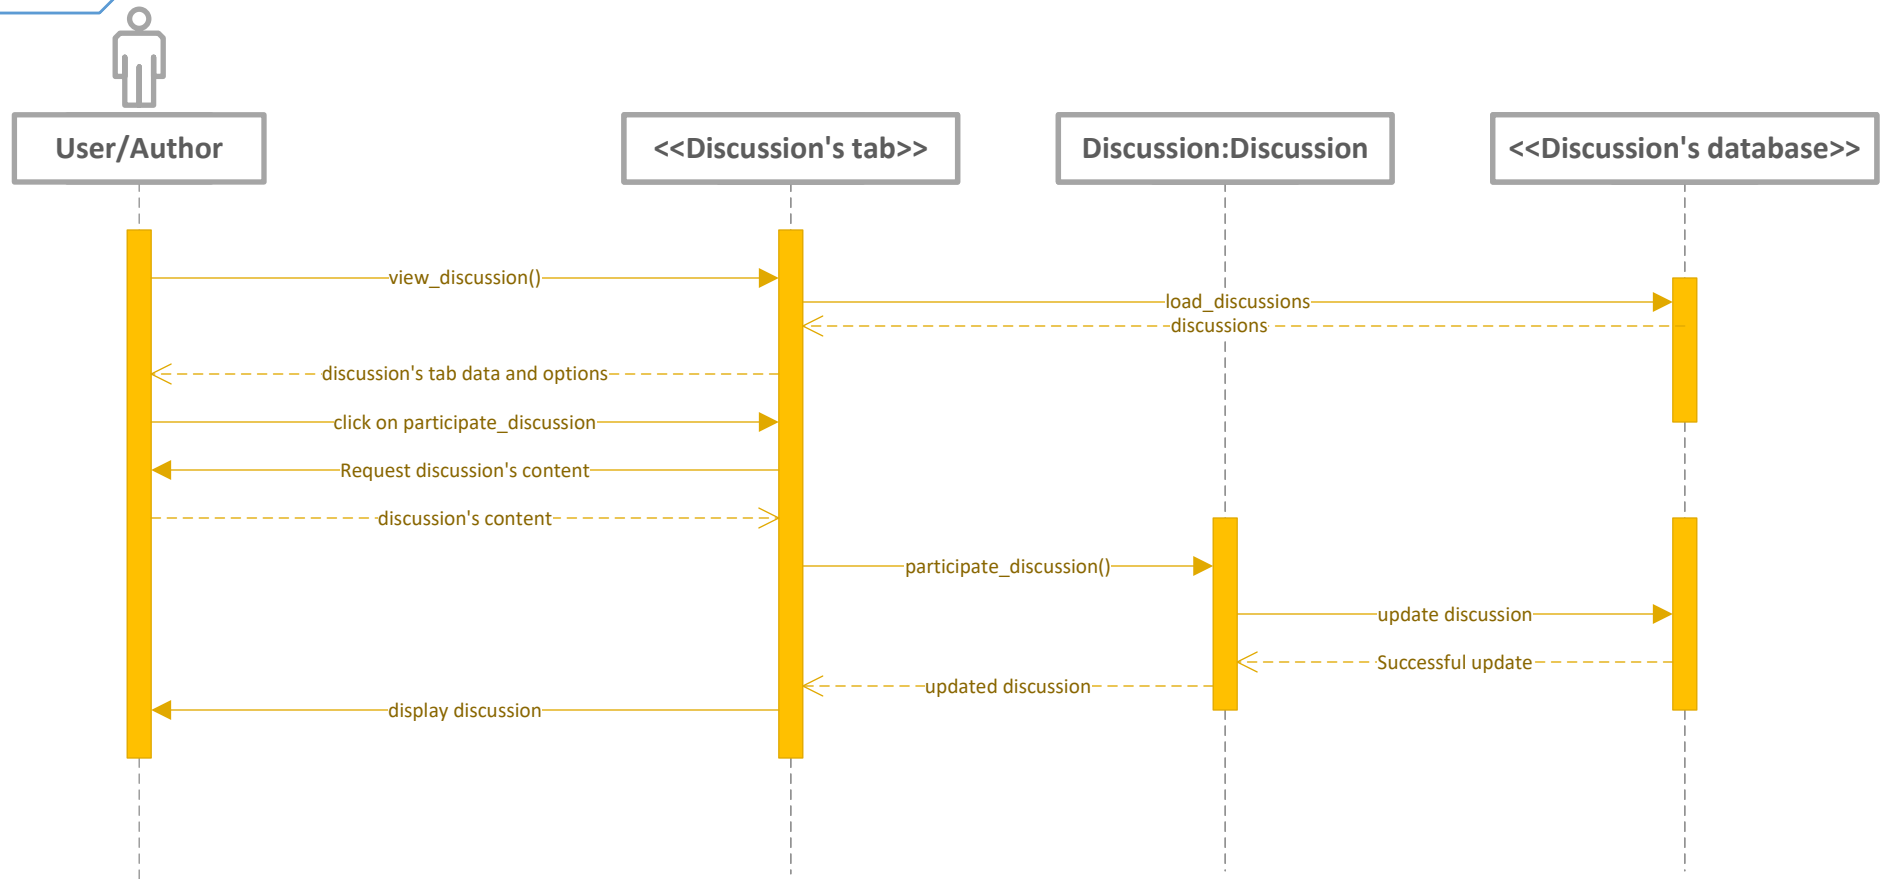 User/Author
<<Discussion's tab>>
Discussion:Discussion
<<Discussion's database>>
view_discussion()
load_discussions
discussions
discussion's tab data and options
click on participate_discussion
Request discussion's content
discussion's content
participate_discussion()
update discussion
Successful update
updated discussion
display discussion